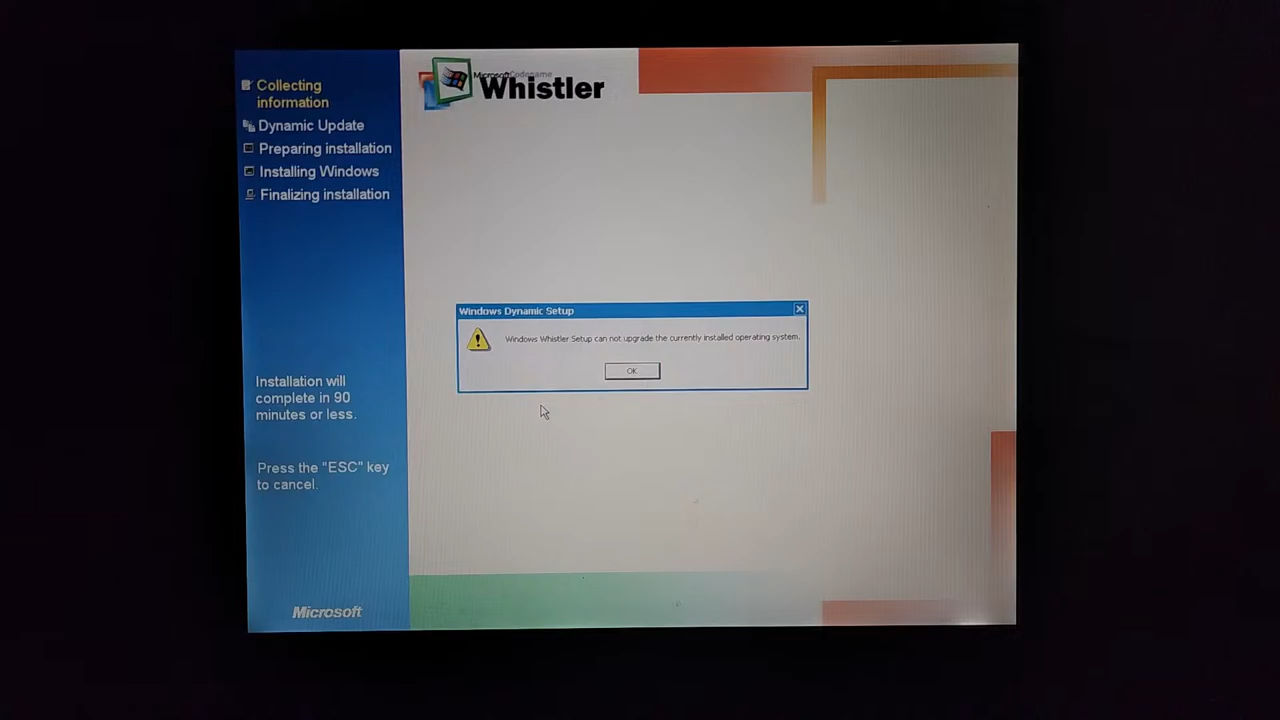 Collecting
information
Dynamic Update
Preparing installation
Installing Windows
Finalizing installation
Microsoft Codename
Whistler
Windows Dynamic Setup
Windows Whistler Setup can not upgrade the currently installed operating system.
OK
Installation will
complete in 90
minutes or less.
Press the "ESC" key
to cancel.
Microsoft